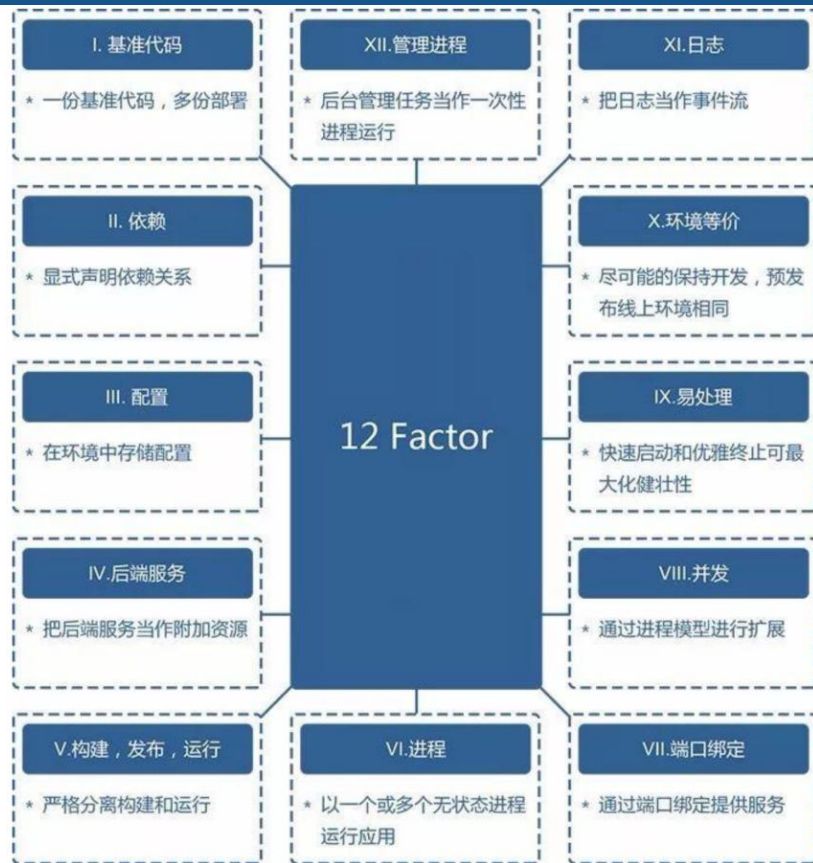 I. 基准代码
* 一份基准代码，多份部署
XII.管理进程
* 后台管理任务当作一次性
进程运行
XI.日志
* 把日志当作事件流
II. 依赖
* 显式声明依赖关系
X.环境等价
* 尽可能的保持开发，预发
布线上环境相同
III. 配置
* 在环境中存储配置
12 Factor
IX.易处理
* 快速启动和优雅终止可最
大化健壮性
IV.后端服务
* 把后端服务当作附加资源
VIII.并发
* 通过进程模型进行扩展
V.构建，发布，运行
* 严格分离构建和运行
VI.进程
* 以一个或多个无状态进程
运行应用
VII.端口绑定
* 通过端口绑定提供服务